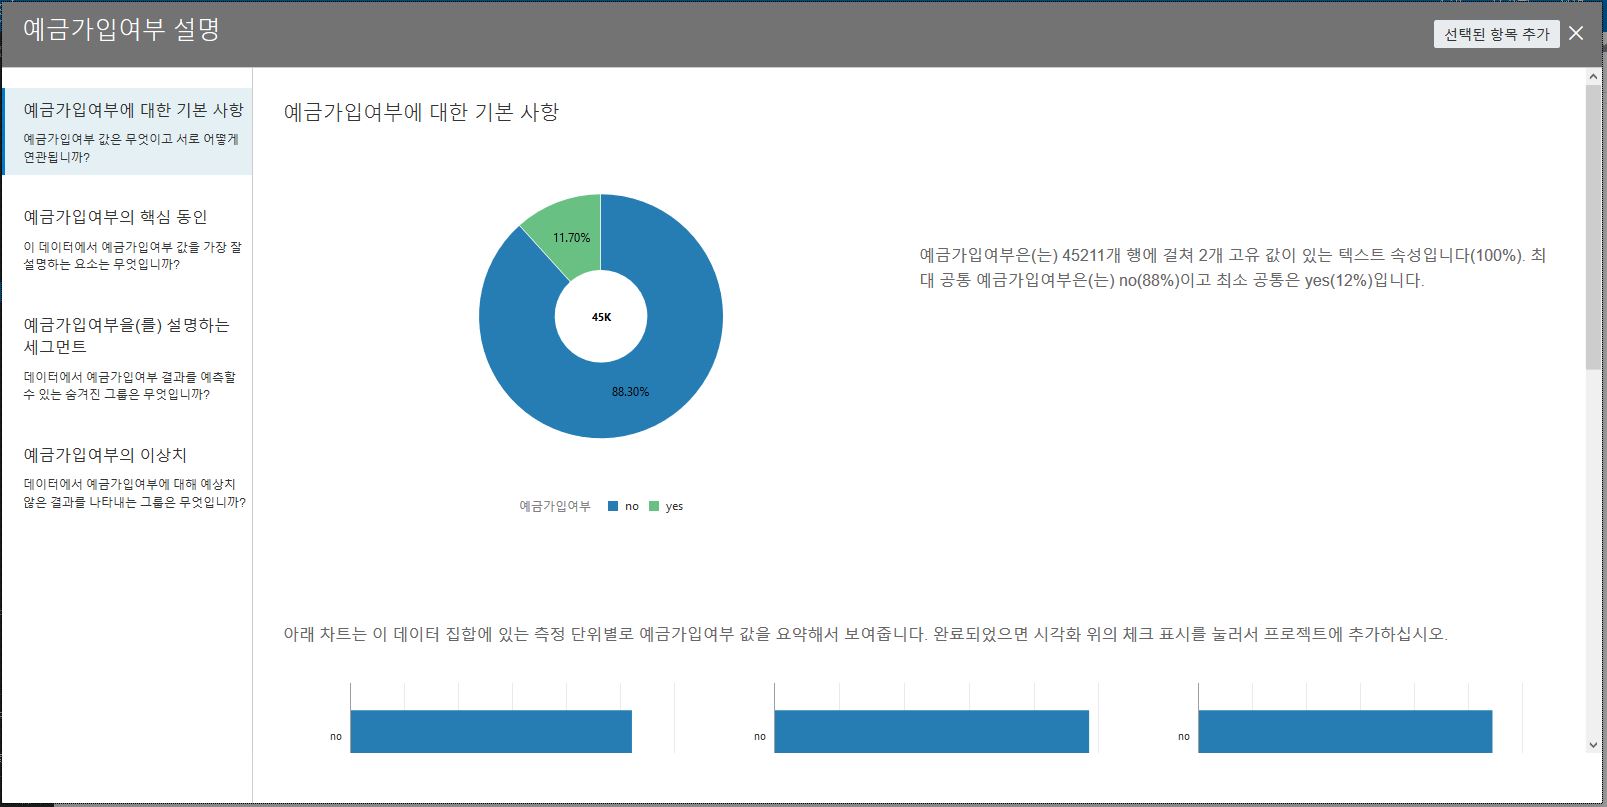 예금가입여부 설명
선택된 항목 추가
예금가입여부에 대한 기본 사항
예금가입여부 값은 무엇이고 서로 어떻게
연관됩니까?
예금가입여부의 핵심 동인
이 데이터에서 예금가입여부 값을 가장 잘
설명하는 요소는 무엇입니까?
예금가입여부을(를) 설명하는
세그먼트
데이터에서 예금가입여부 결과를 예측할
수 있는 숨겨진 그룹은 무엇입니까?
예금가입여부의 이상치
데이터에서 예금가입여부에 대해 예상치
않은 결과를 나타내는 그룹은 무엇입니까?
예금가입여부에 대한 기본 사항
11.70%
45K
88.30%
예금가입여부 no yes
예금가입여부은(는) 45211개 행에 걸쳐 2개 고유 값이 있는 텍스트 속성입니다(100%). 최
대 공통 예금가입여부은(는) no(88%)이고 최소 공통은 yes(12%)입니다.
아래 차트는 이 데이터 집합에 있는 측정 단위별로 예금가입여부 값을 요약해서 보여줍니다. 완료되었으면 시각화 위의 체크 표시를 눌러서 프로젝트에 추가하십시오.
no
no
no